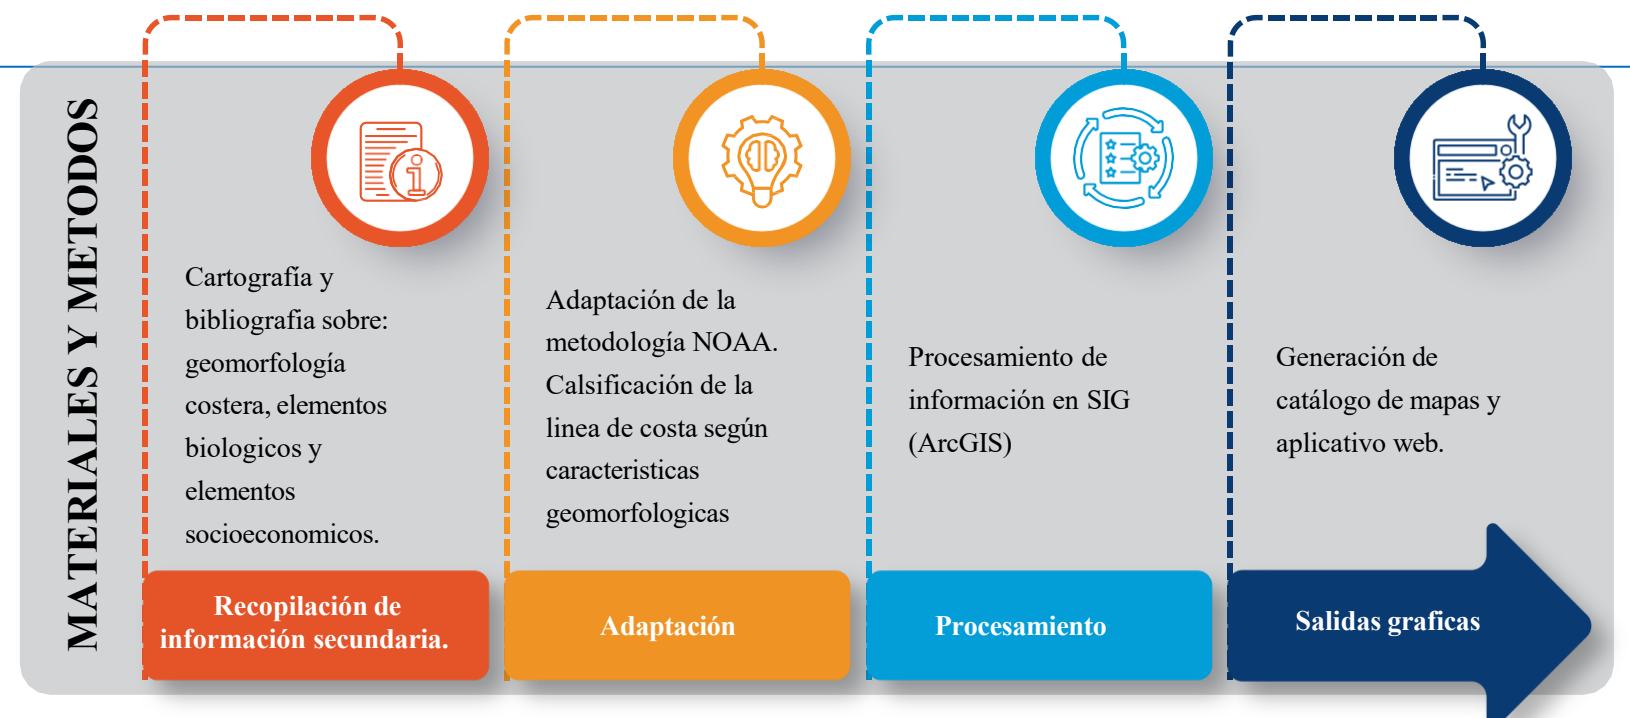 MATERIALES Y METODOS
Cartografía y
bibliografia sobre:
geomorfología
costera, elementos
biologicos y
elementos
socioeconomicos.
Recopilación de
información secundaria.
Adaptación de la
metodología NOAA.
Calsificación de la
linea de costa según
caracteristicas
geomorfologicas
Adaptación
Procesamiento de
información en SIG
(ArcGIS)
Procesamiento
Generación de
catálogo de mapas y
aplicativo web.
Salidas graficas